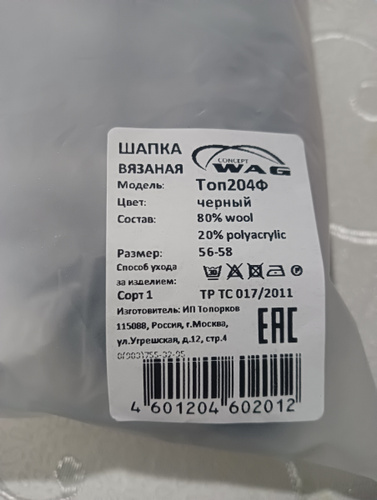 ШАПКА
ВЯЗАНАЯ
CONCEPT
WAG
Модель: Топ204Ф
Цвет: черный
Состав: 80% wool
20% polyacrylic
Размер: 56-58
Способ ухода
за изделием:
Сорт 1 ТР ТС 017/2011
Изготовитель: ИП Топорков
115088, Россия, г.Москва,
ул.Угрешская, д.12, стр.4
EAC
4 601204 602012